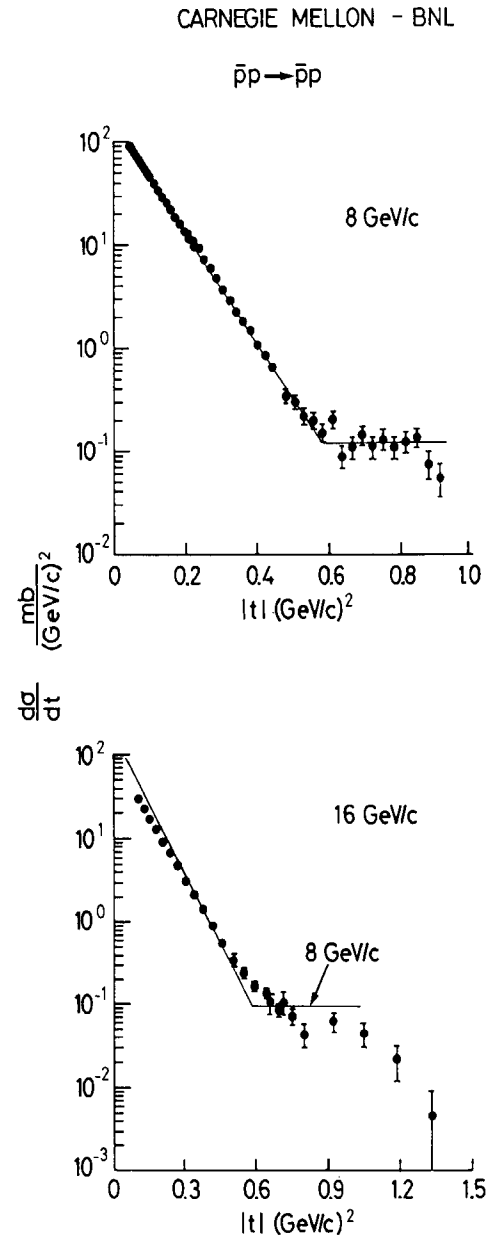 CARNEGIE MELLON - BNL
p̄p → p̄p
10²
10¹
10⁰
10⁻¹
10⁻²
8 GeV/c
0 0.2 0.4 0.6 0.8 1.0
|t| (GeV/c)²
dσ/dt mb/(GeV/c)²
10²
10¹
10⁰
10⁻¹
10⁻²
10⁻³
16 GeV/c
8 GeV/c
0 0.3 0.6 0.9 1.2 1.5
|t| (GeV/c)²